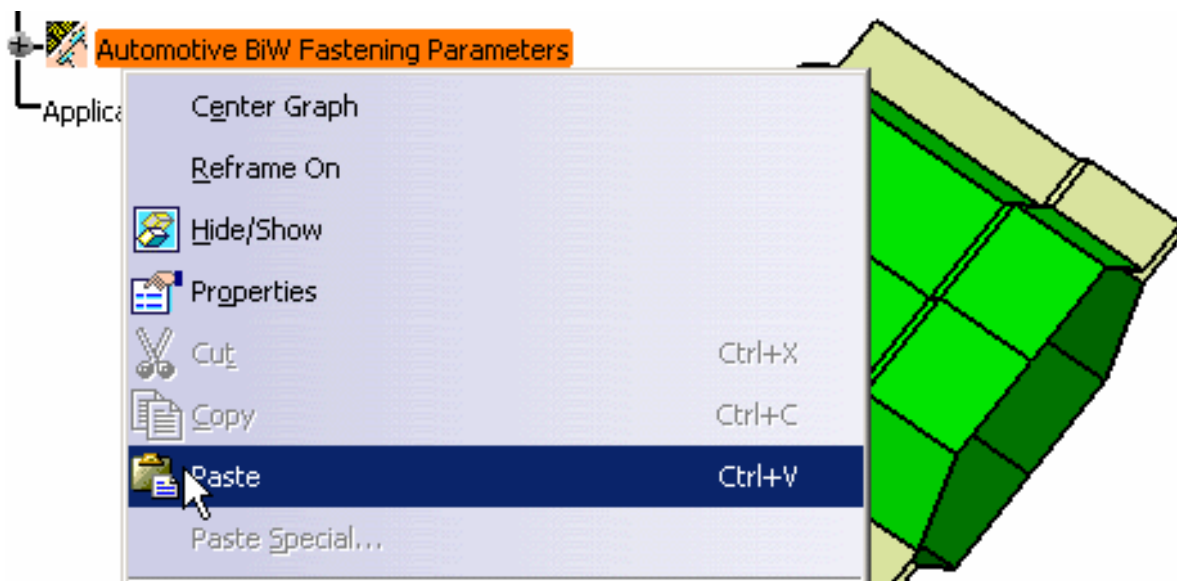 Automotive BiW Fastening Parameters
Applica
Center Graph
Reframe On
Hide/Show
Properties
Cut Ctrl+X
Copy Ctrl+C
Paste Ctrl+V
Paste Special...